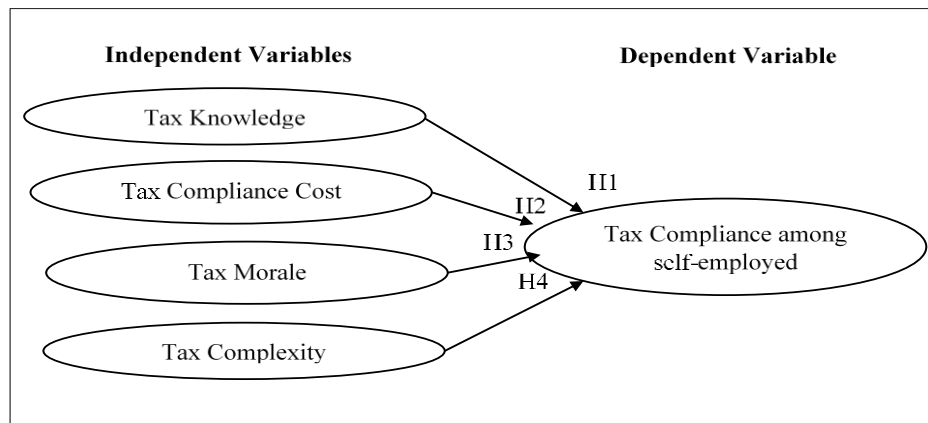 Independent Variables
Dependent Variable
Tax Knowledge
Tax Compliance Cost
Tax Morale
Tax Complexity
H1
H2
H3
H4
Tax Compliance among
self-employed